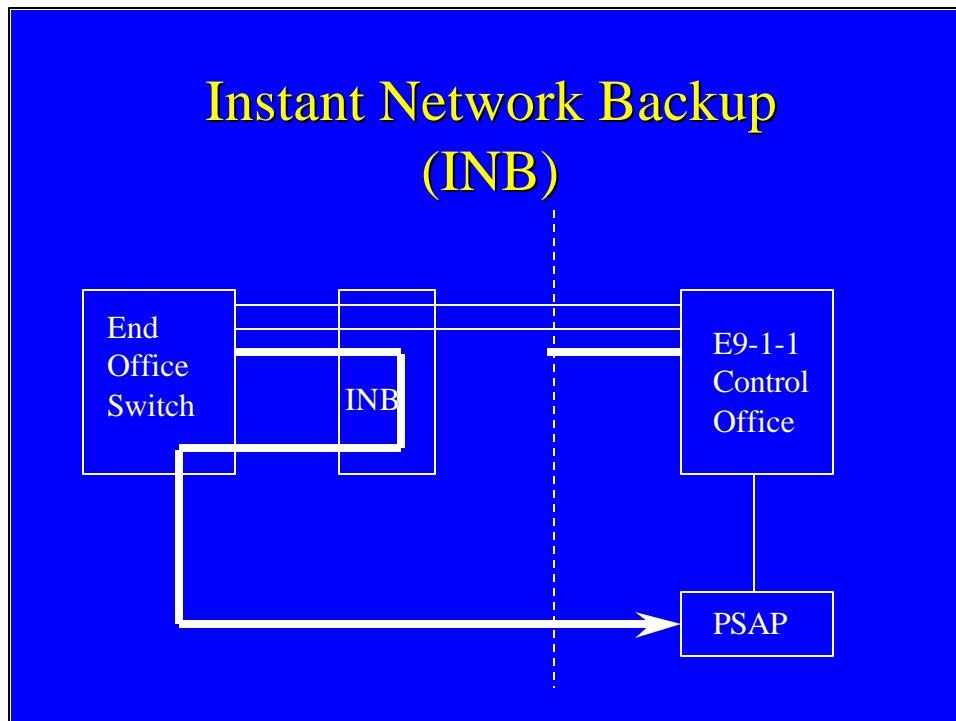 Instant Network Backup
(INB)
End
Office
Switch
INB
E9-1-1
Control
Office
PSAP